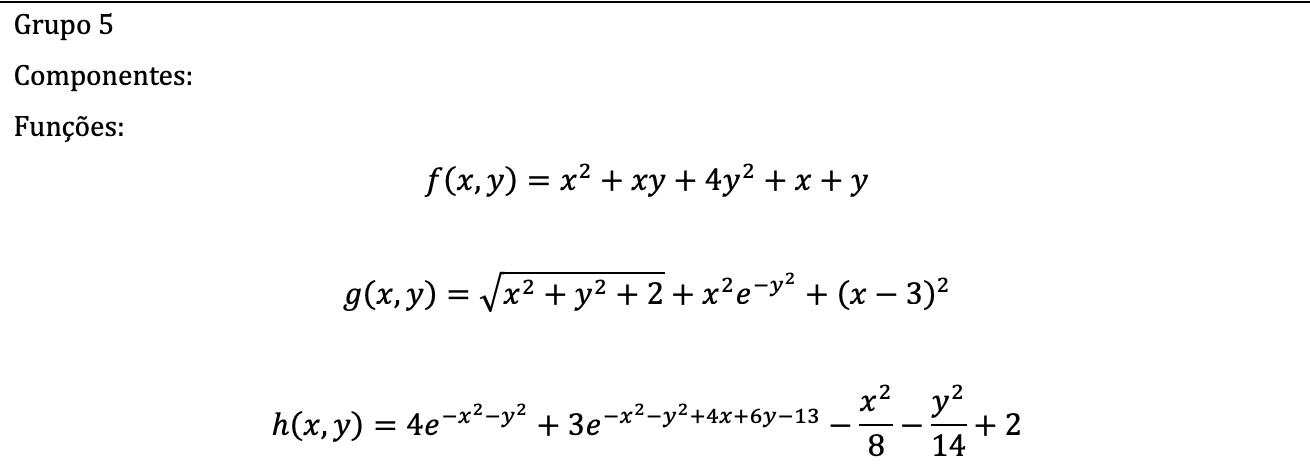 Grupo 5
Componentes:
Funções:
f(x, y) = x² + xy + 4y² + x + y
g(x, y) = √(x² + y² + 2) + x²e^(−y²) + (x − 3)²
h(x, y) = 4e^(−x²−y²) + 3e^(−x²−y²+4x+6y−13) − x²/8 − y²/14 + 2